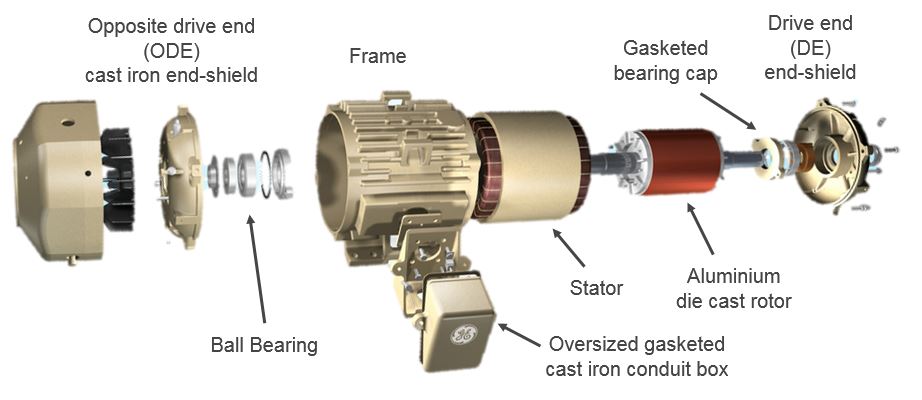 Opposite drive end
(ODE)
cast iron end-shield
Frame
Gasketed
bearing cap
Drive end
(DE)
end-shield
Ball Bearing
Stator
Aluminium
die cast rotor
Oversized gasketed
cast iron conduit box
GE